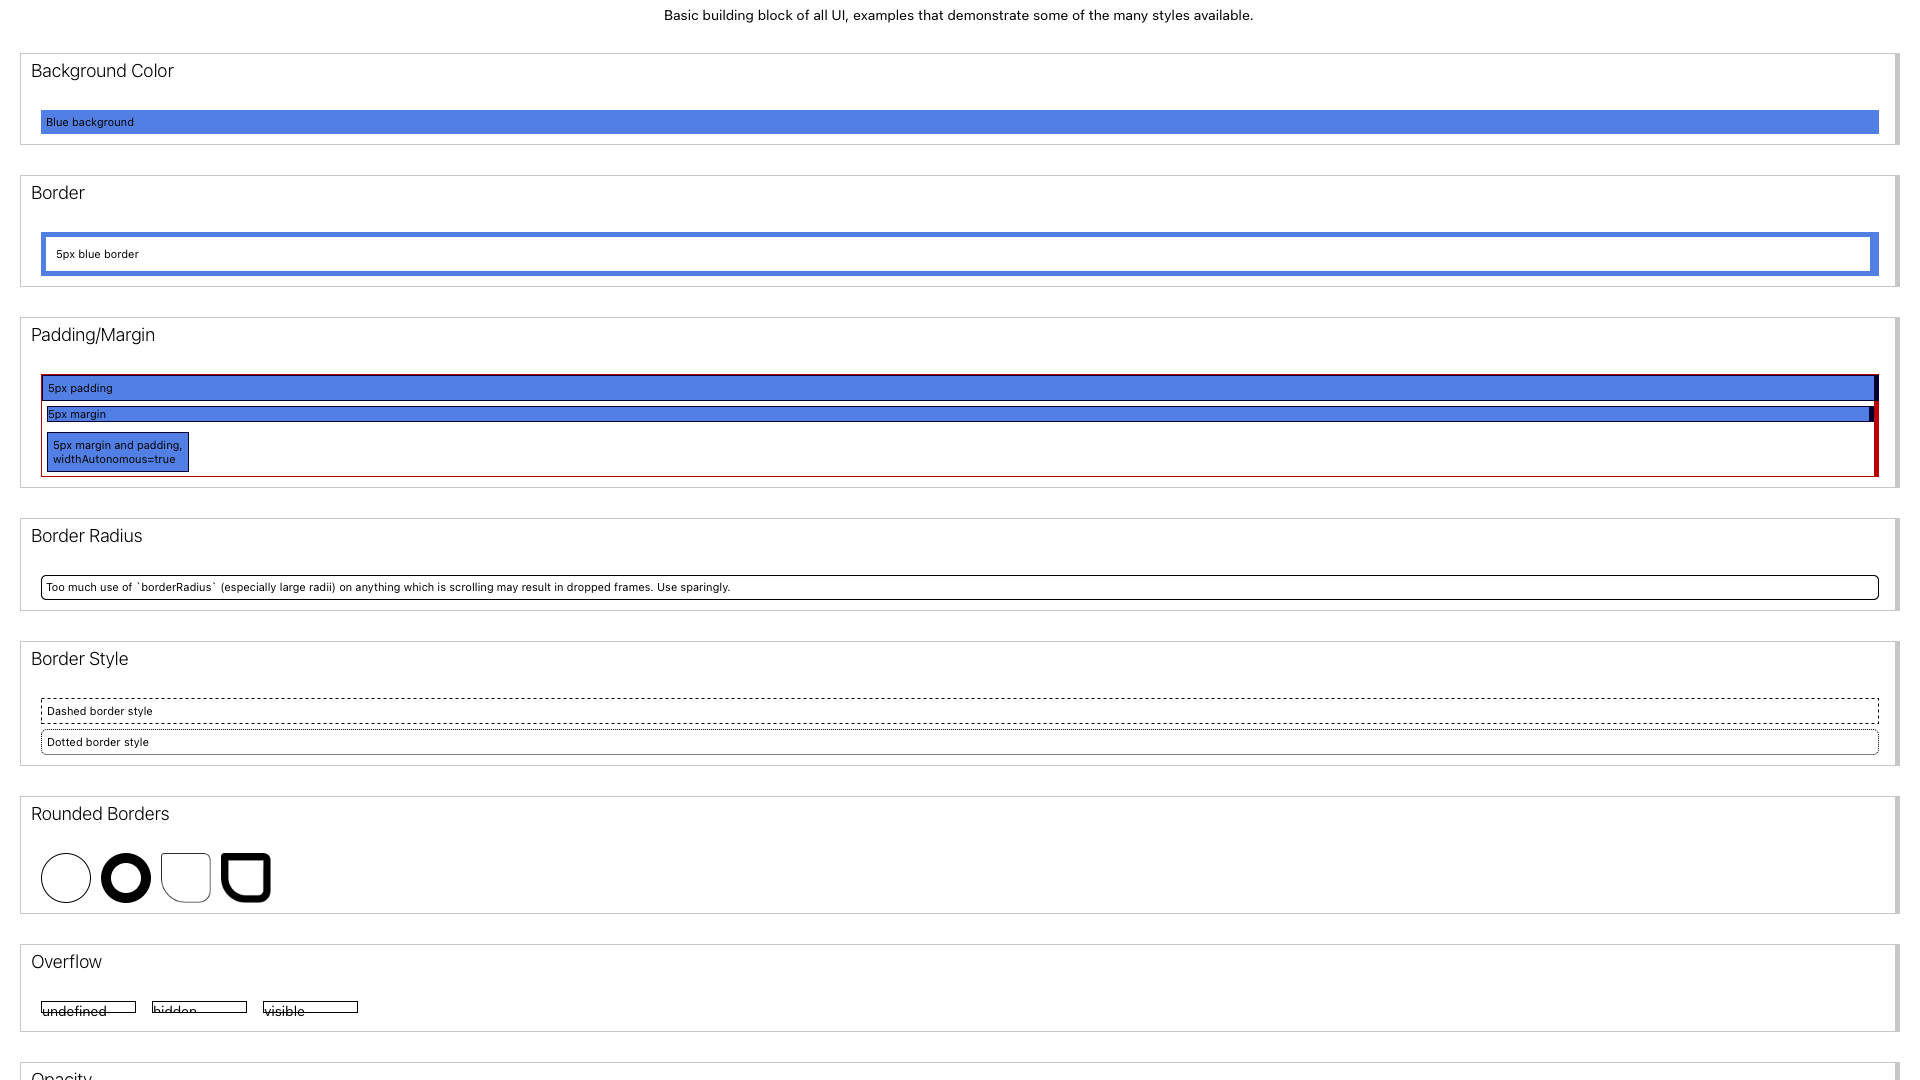 Basic building block of all UI, examples that demonstrate some of the many styles available.
Background Color
Blue background
Border
5px blue border
Padding/Margin
5px padding
5px margin
5px margin and padding,
widthAutonomous=true
Border Radius
Too much use of `borderRadius` (especially large radii) on anything which is scrolling may result in dropped frames. Use sparingly.
Border Style
Dashed border style
Dotted border style
Rounded Borders
Overflow
undefined hidden visible
Opacity